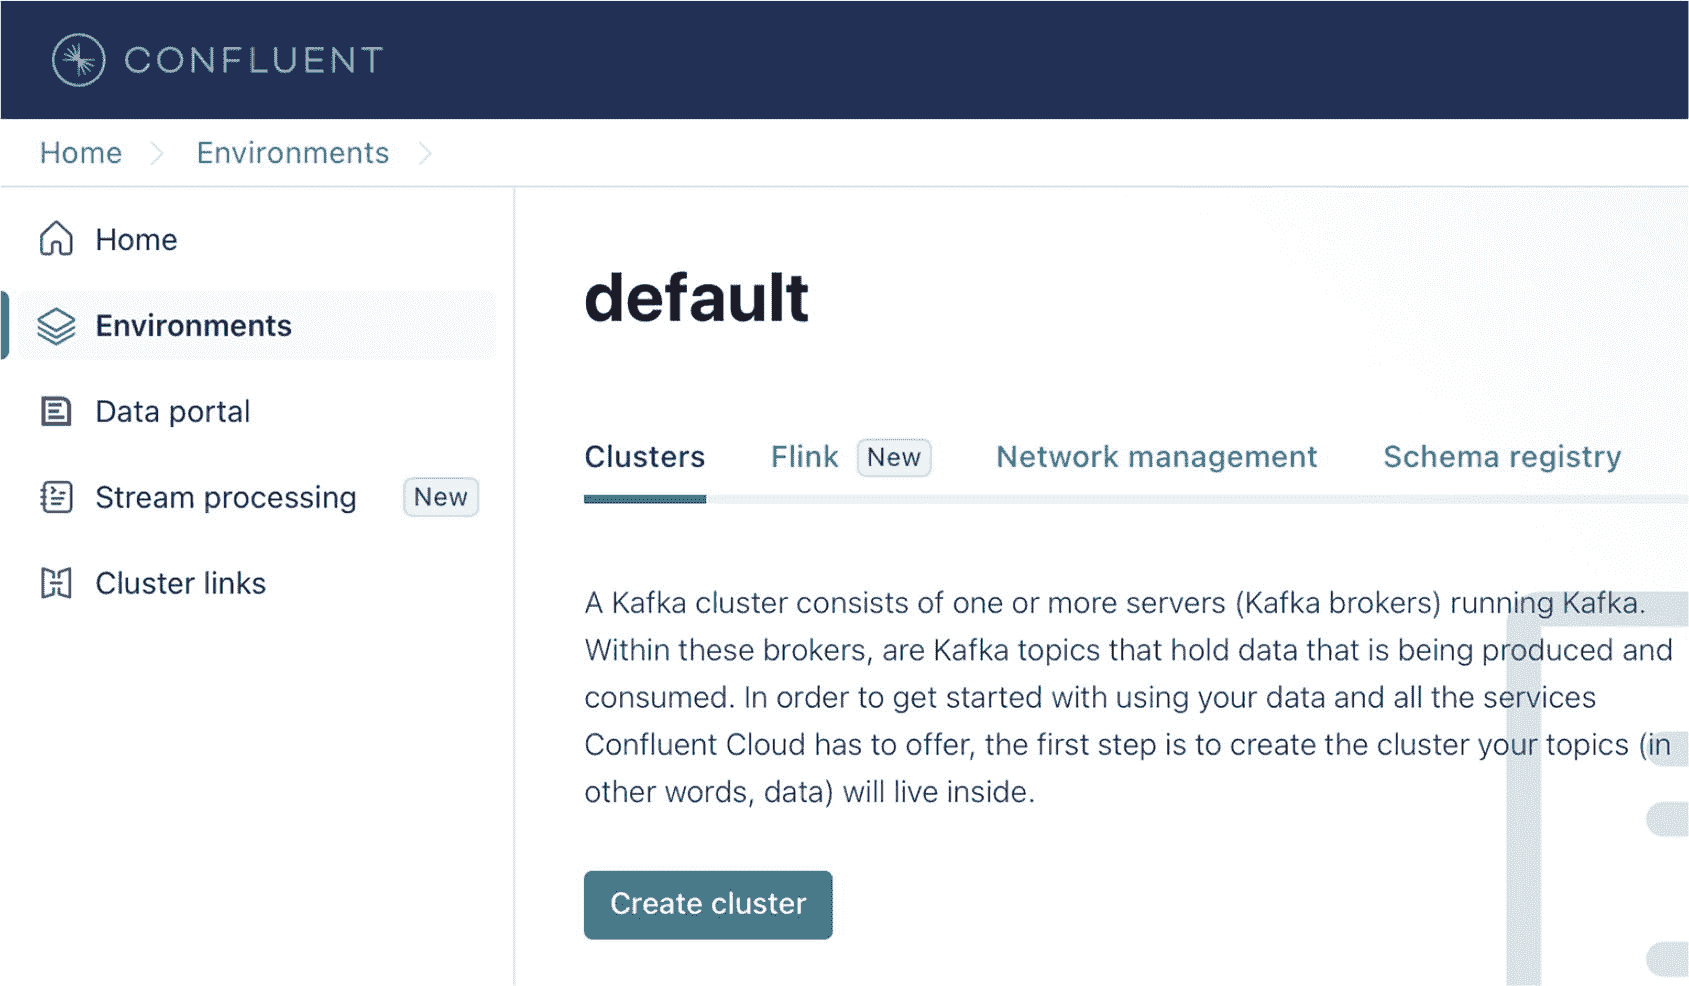 CONFLUENT
Home
Environments
Home
Environments
Data portal
Stream processing New
Cluster links
default
Clusters Flink New Network management Schema registry
A Kafka cluster consists of one or more servers (Kafka brokers) running Kafka.
Within these brokers, are Kafka topics that hold data that is being produced and
consumed. In order to get started with using your data and all the services
Confluent Cloud has to offer, the first step is to create the cluster your topics (in
other words, data) will live inside.
Create cluster